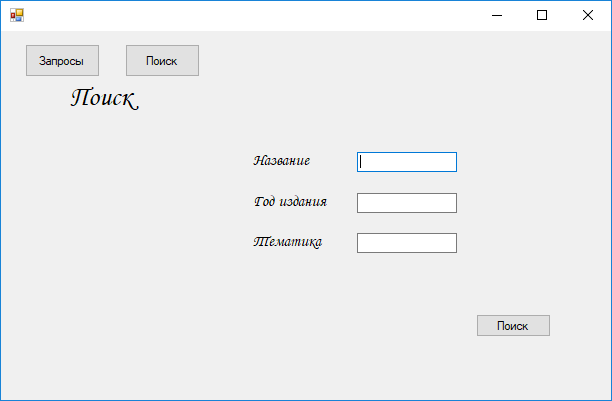 Запросы
Поиск
Поиск
Название
Год издания
Тематика
Поиск